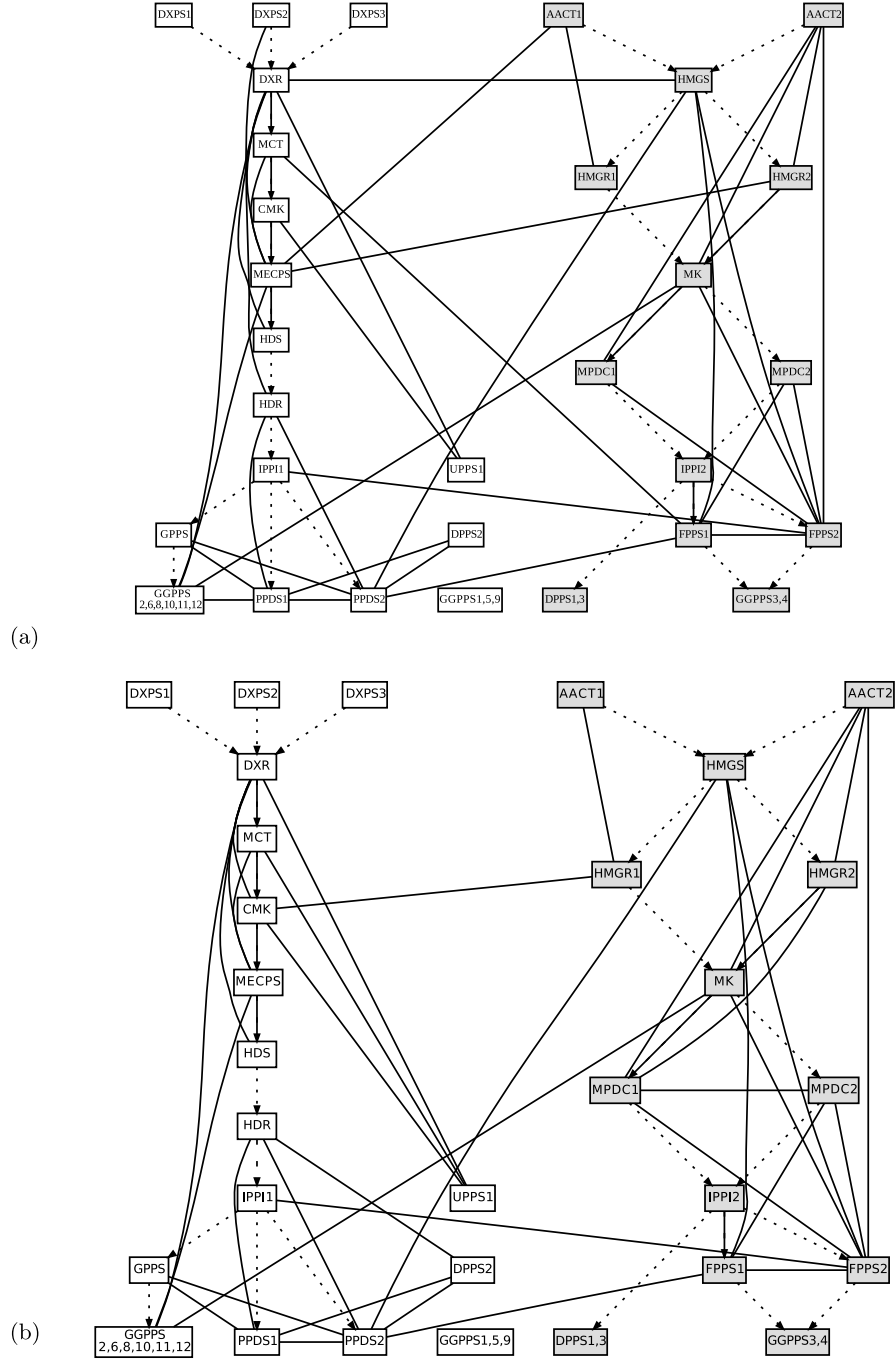 DXPS1 DXPS2 DXPS3 AACT1 AACT2
DXR HMGS
MCT
HMGR1 HMGR2
CMK
MECPS MK
HDS
MPDC1 MPDC2
HDR
IPPI1 UPPS1 IPPI2
GPPS DPPS2 FPPS1 FPPS2
GGPPS
2,6,8,10,11,12 PPDS1 PPDS2 GGPPS1,5,9 DPPS1,3 GGPPS3,4
(a)
DXPS1 DXPS2 DXPS3 AACT1 AACT2
DXR HMGS
MCT
HMGR1 HMGR2
CMK
MECPS MK
HDS
MPDC1 MPDC2
HDR
IPPI1 UPPS1 IPPI2
GPPS DPPS2 FPPS1 FPPS2
(b)
GGPPS
2,6,8,10,11,12 PPDS1 PPDS2 GGPPS1,5,9 DPPS1,3 GGPPS3,4